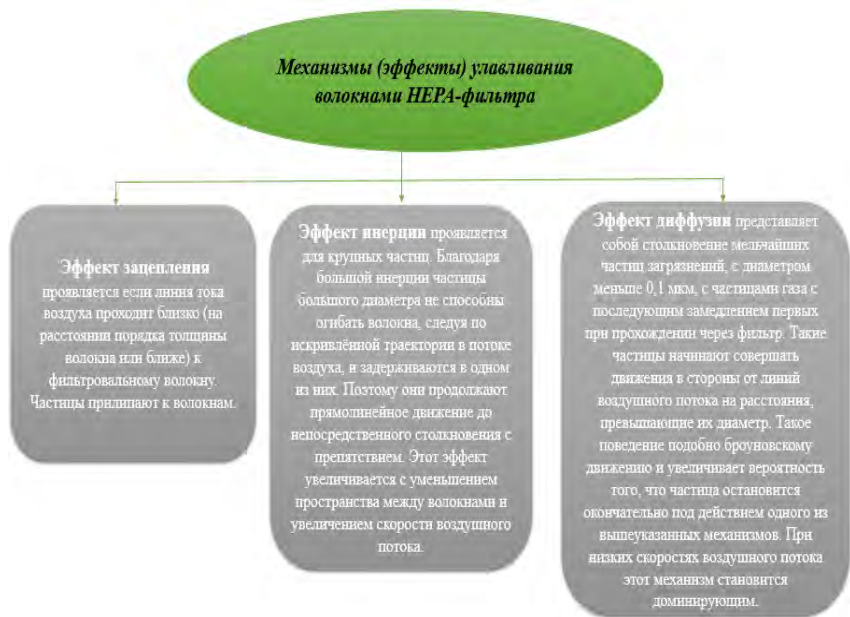 Механизмы (эффекты) улавливания
волокнами НЕРА-фильтра
Эффект зацепления
проявляется если линия тока
воздуха проходит близко (на
расстоянии порядка толщины
волокна или ближе) к
фильтровальному волокну.
Частицы прилипают к волокнам.
Эффект инерции проявляется
для крупных частиц. Благодаря
большой инерции частицы
большого диаметра не способны
огибать волокна, следуя по
искривлённой траектории в потоке
воздуха, и задерживаются в одном
из них. Поэтому они продолжают
прямолинейное движение до
непосредственного столкновения с
препятствием. Этот эффект
увеличивается с уменьшением
пространства между волокнами и
увеличением скорости воздушного
потока.
Эффект диффузии представляет
собой столкновение мельчайших
частиц загрязнений, с диаметром
меньше 0,1 мкм, с частицами газа с
последующим замедлением первых
при прохождении через фильтр. Такие
частицы начинают совершать
движения в стороны от линий
воздушного потока на расстояния,
превышающие их диаметр. Такое
поведение подобно броуновскому
движению и увеличивает вероятность
того, что частица остановится
окончательно под действием одного из
вышеуказанных механизмов. При
низких скоростях воздушного потока
этот механизм становится
доминирующим.